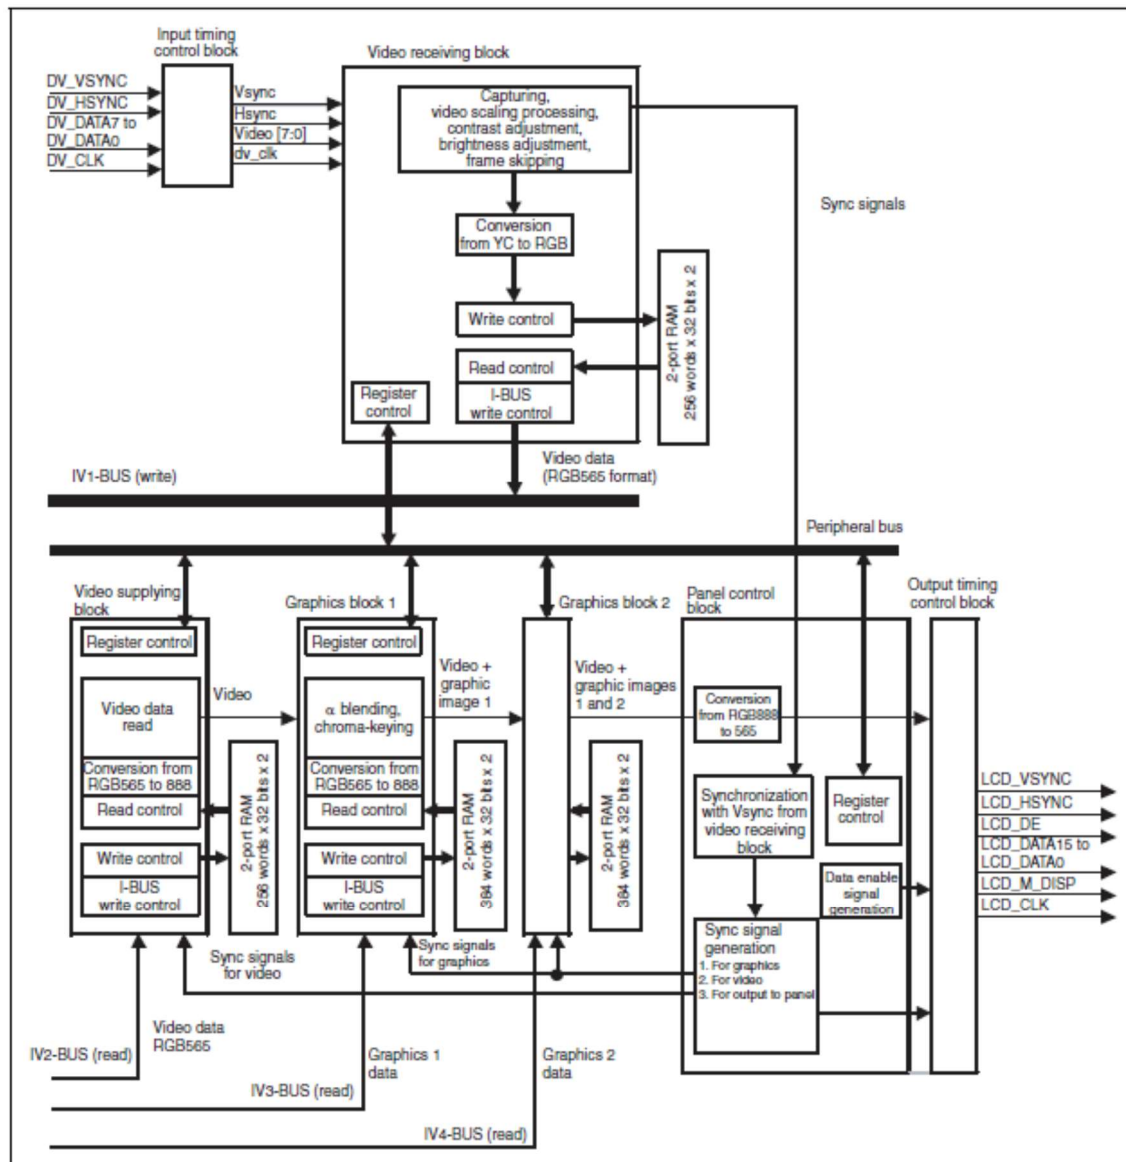 Input timing
control block
Video receiving block
DV_VSYNC
DV_HSYNC
DV_DATA7 to
DV_DATA0
DV_CLK
Vsync
Hsync
Video [7:0]
dv_clk
Capturing,
video scaling processing,
contrast adjustment,
brightness adjustment,
frame skipping
Sync signals
Conversion
from YC to RGB
Write control
Read control
I-BUS
write control
2-port RAM
256 words x 32 bits x 2
Register
control
Video data
(RGB565 format)
IV1-BUS (write)
Peripheral bus
Video supplying
block
Graphics block 1
Graphics block 2
Panel control
block
Output timing
control block
Register control
Video data
read
Conversion from
RGB565 to 888
Read control
Write control
I-BUS
write control
Video
2-port RAM
256 words x 32 bits x 2
Register control
α blending,
chroma-keying
Conversion from
RGB565 to 888
Read control
Write control
I-BUS
write control
Video +
graphic
image 1
2-port RAM
384 words x 32 bits x 2
Video +
graphic images
1 and 2
2-port RAM
384 words x 32 bits x 2
Conversion
from RGB888
to 565
Synchronization
with Vsync from
video receiving
block
Register
control
Data enable
signal
generation
Sync signal
generation
1. For graphics
2. For video
3. For output to panel
LCD_VSYNC
LCD_HSYNC
LCD_DE
LCD_DATA15 to
LCD_DATA0
LCD_M_DISP
LCD_CLK
Sync signals
for video
Sync signals
for graphics
Video data
RGB565
IV2-BUS (read)
Graphics 1
data
IV3-BUS (read)
Graphics 2
data
IV4-BUS (read)